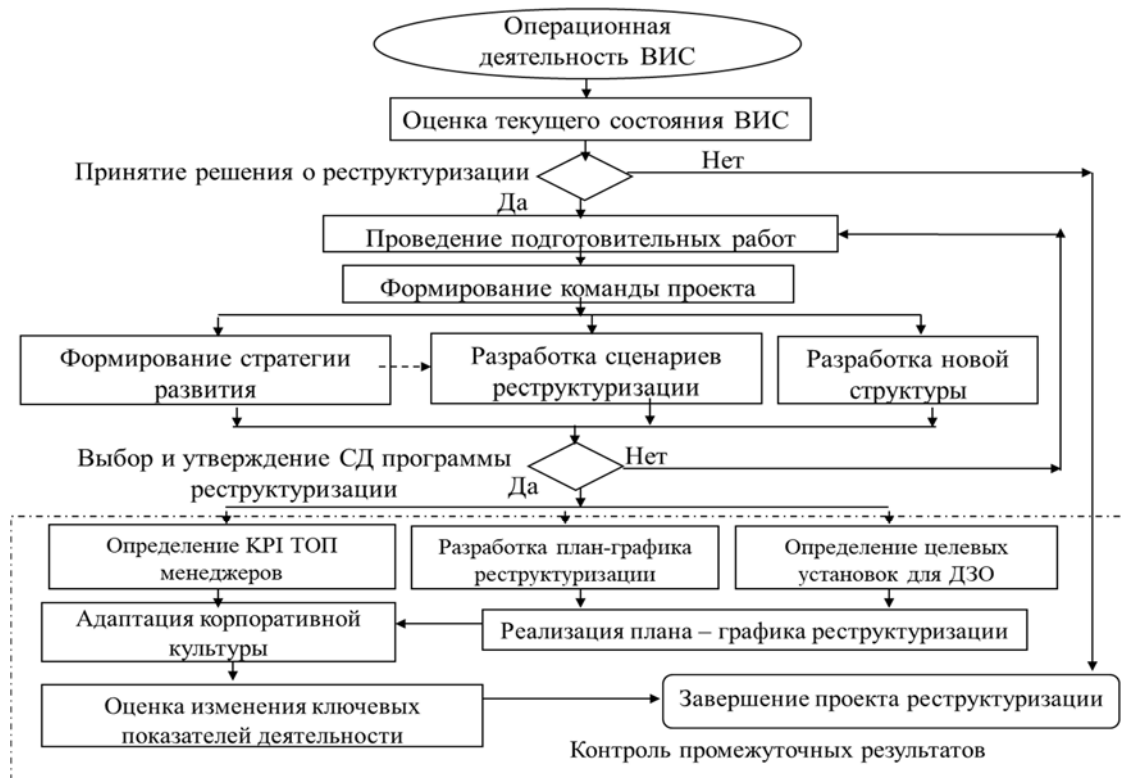 Операционная
деятельность ВИС
Оценка текущего состояния ВИС
Нет
Принятие решения о реструктуризации
Да
Проведение подготовительных работ
Формирование команды проекта
Формирование стратегии
развития
Разработка сценариев
реструктуризации
Разработка новой
структуры
Выбор и утверждение СД программы
реструктуризации
Нет
Да
Определение KPI ТОП
менеджеров
Разработка план-графика
реструктуризации
Определение целевых
установок для ДЗО
Адаптация корпоративной
культуры
Реализация плана – графика реструктуризации
Оценка изменения ключевых
показателей деятельности
Завершение проекта реструктуризации
Контроль промежуточных результатов